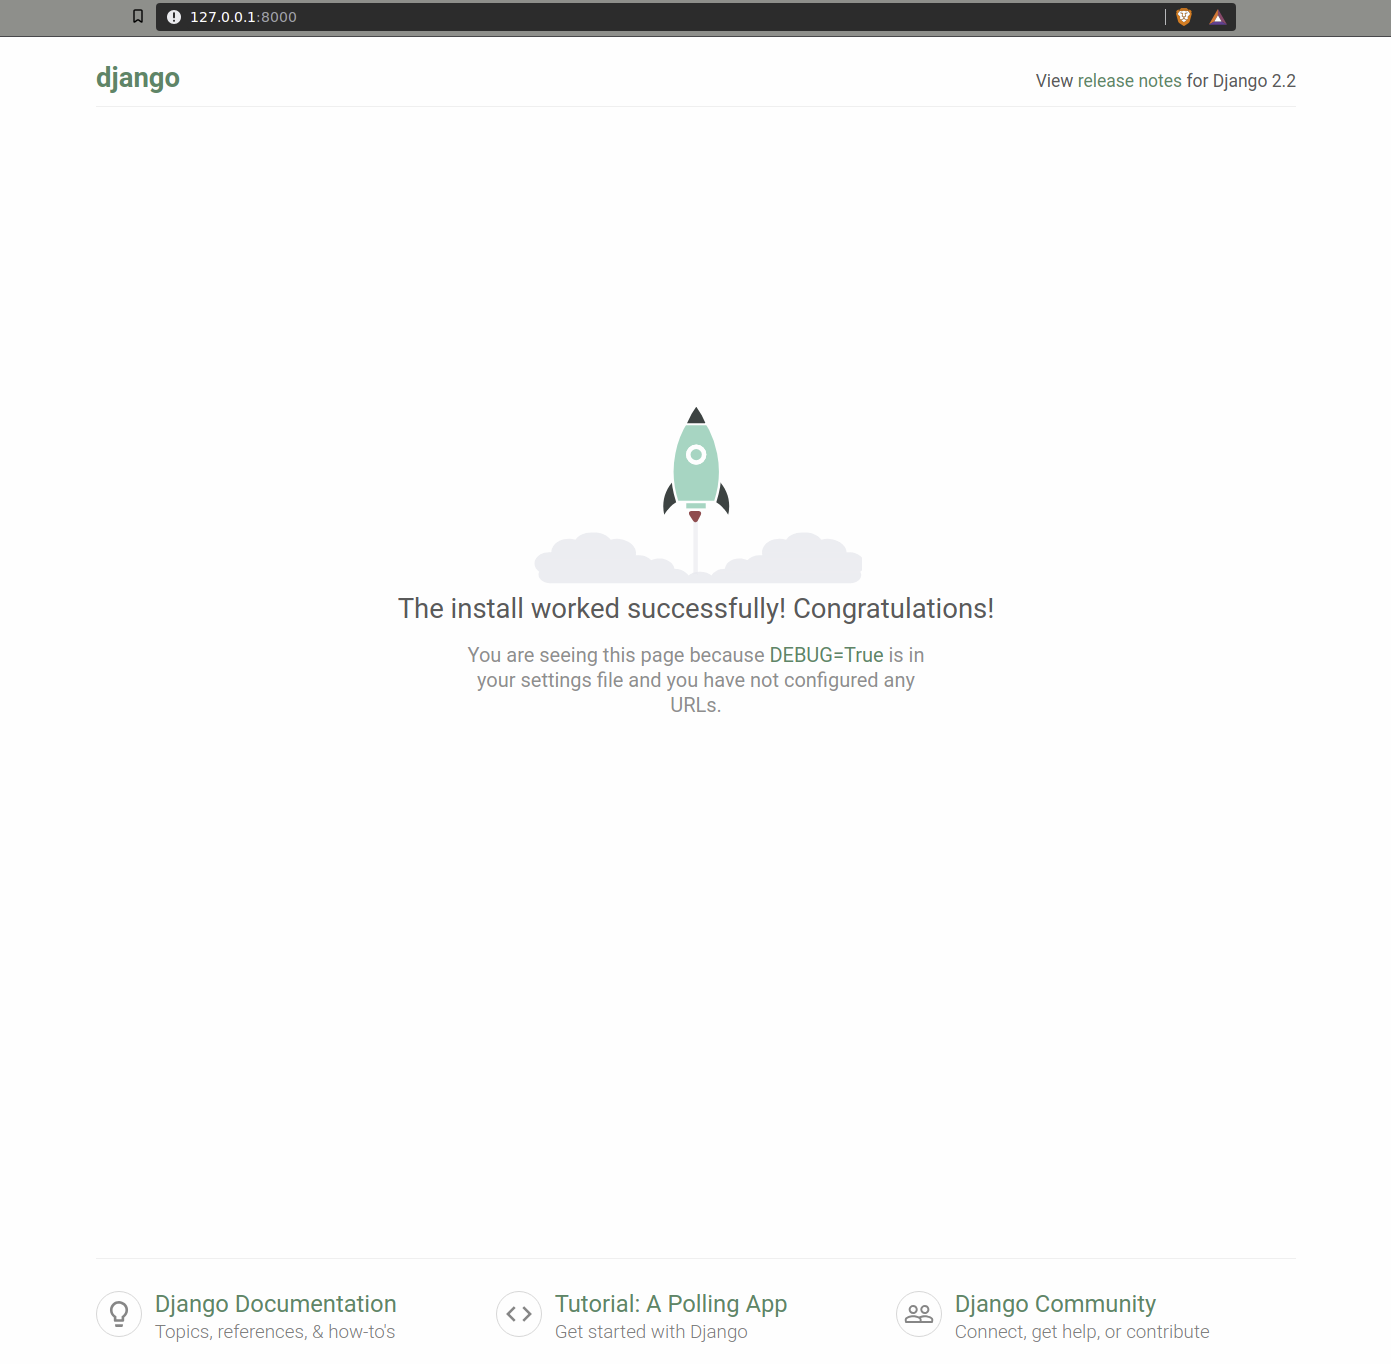 127.0.0.1:8000
django
View release notes for Django 2.2
The install worked successfully! Congratulations!
You are seeing this page because DEBUG=True is in
your settings file and you have not configured any
URLs.
Django Documentation
Topics, references, & how-to's
Tutorial: A Polling App
Get started with Django
Django Community
Connect, get help, or contribute